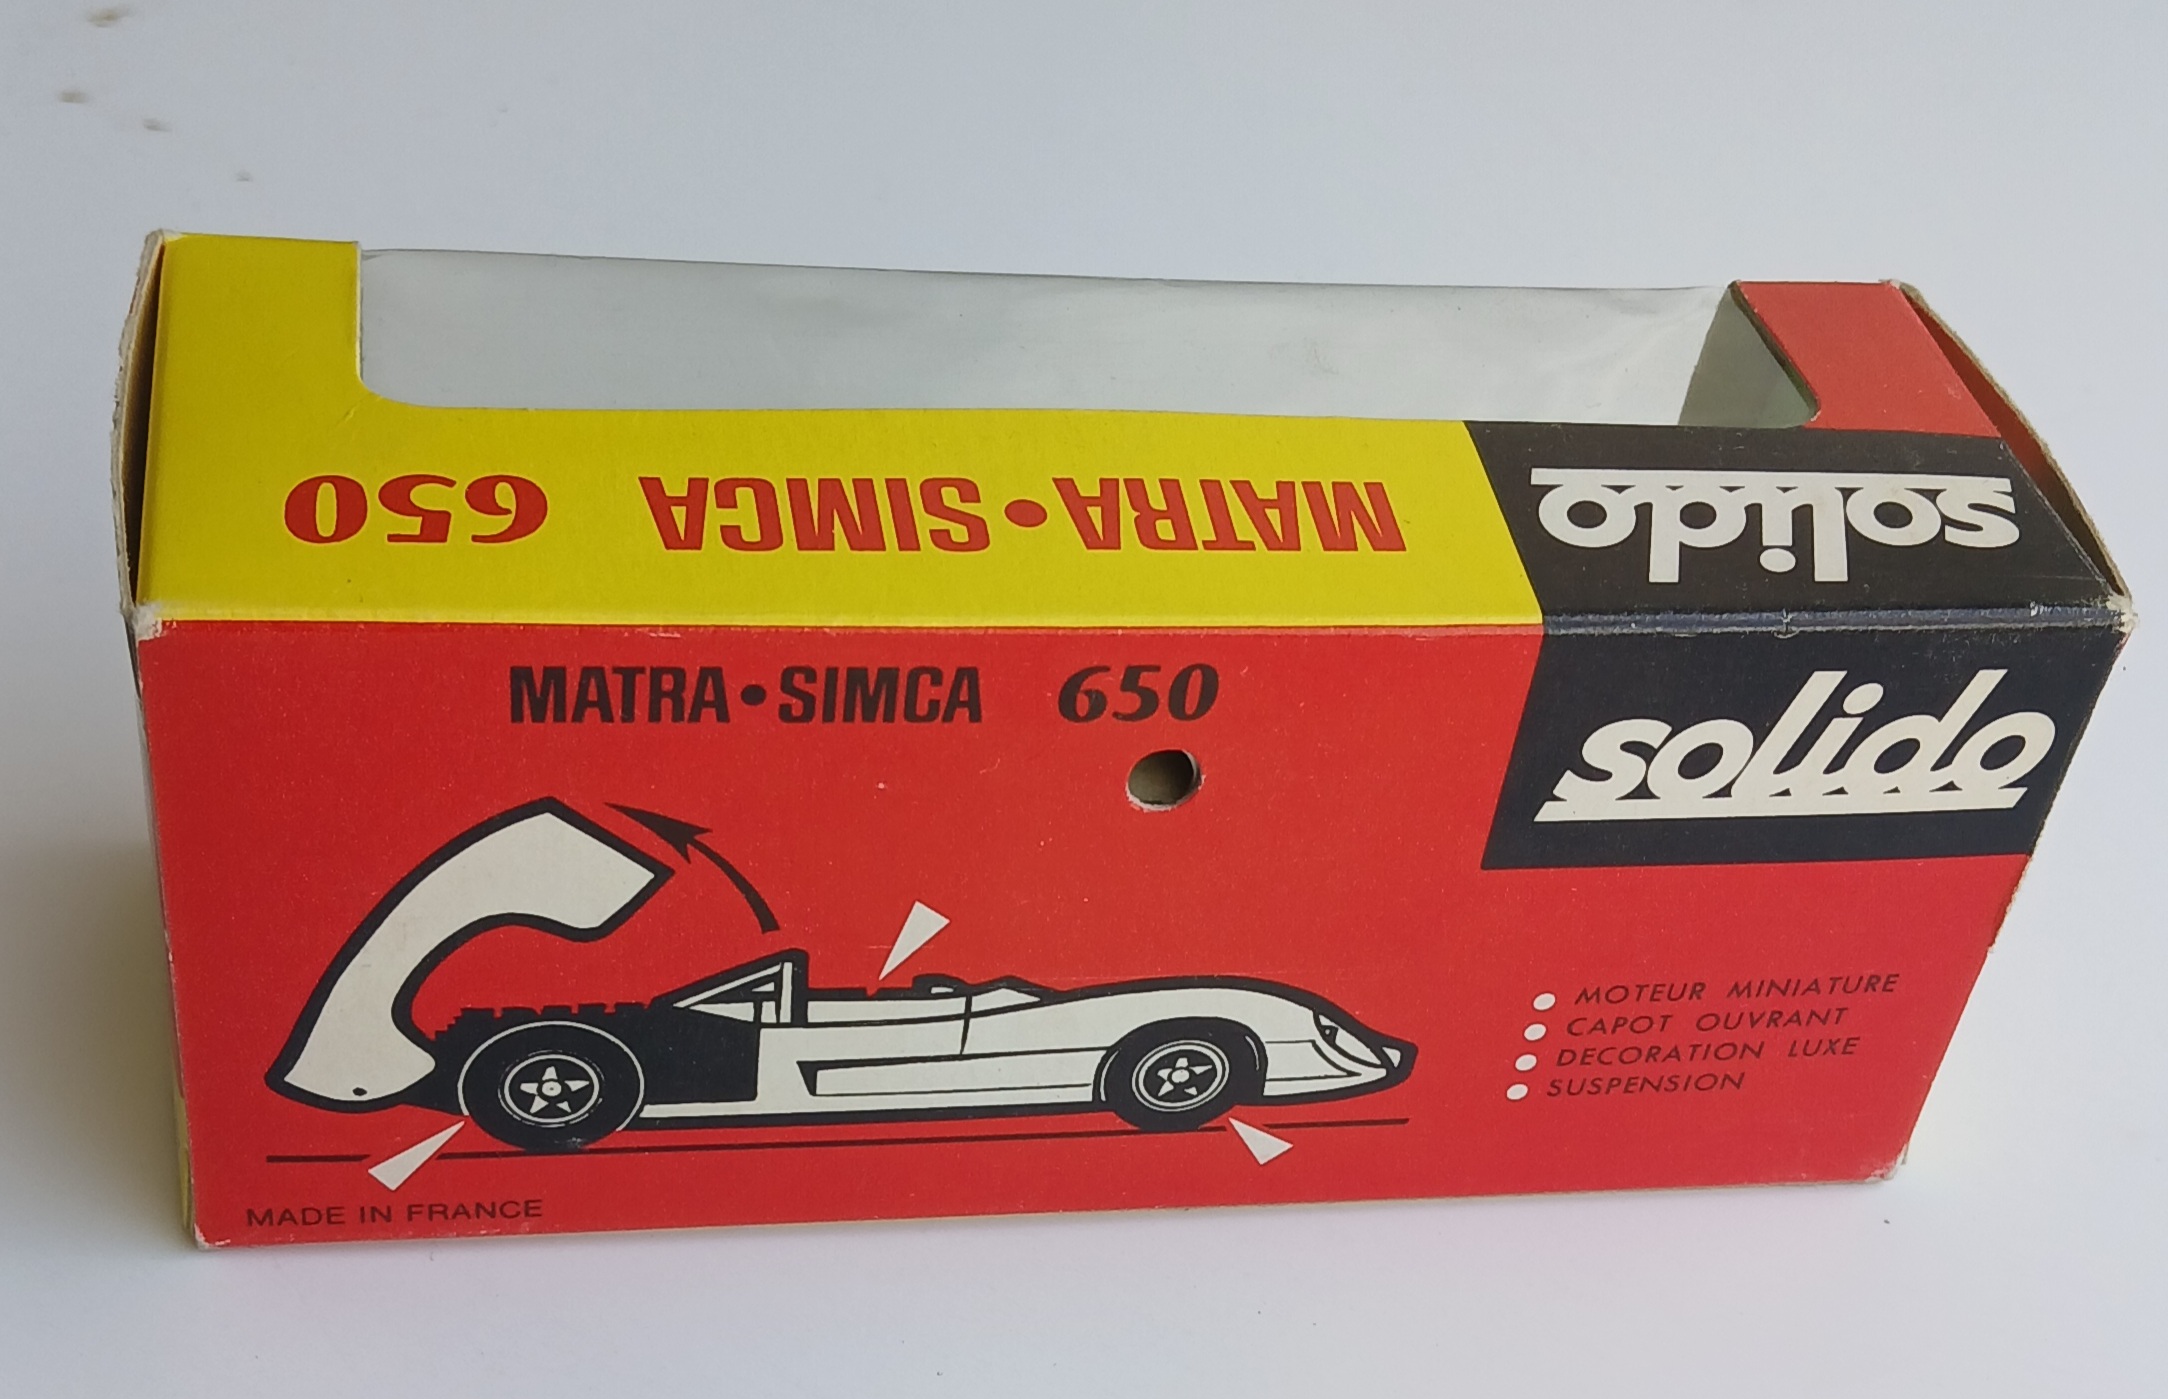 MATRA•SIMCA 650
solido
MATRA•SIMCA 650
solido
MOTEUR MINIATURE
CAPOT OUVRANT
DECORATION LUXE
SUSPENSION
MADE IN FRANCE